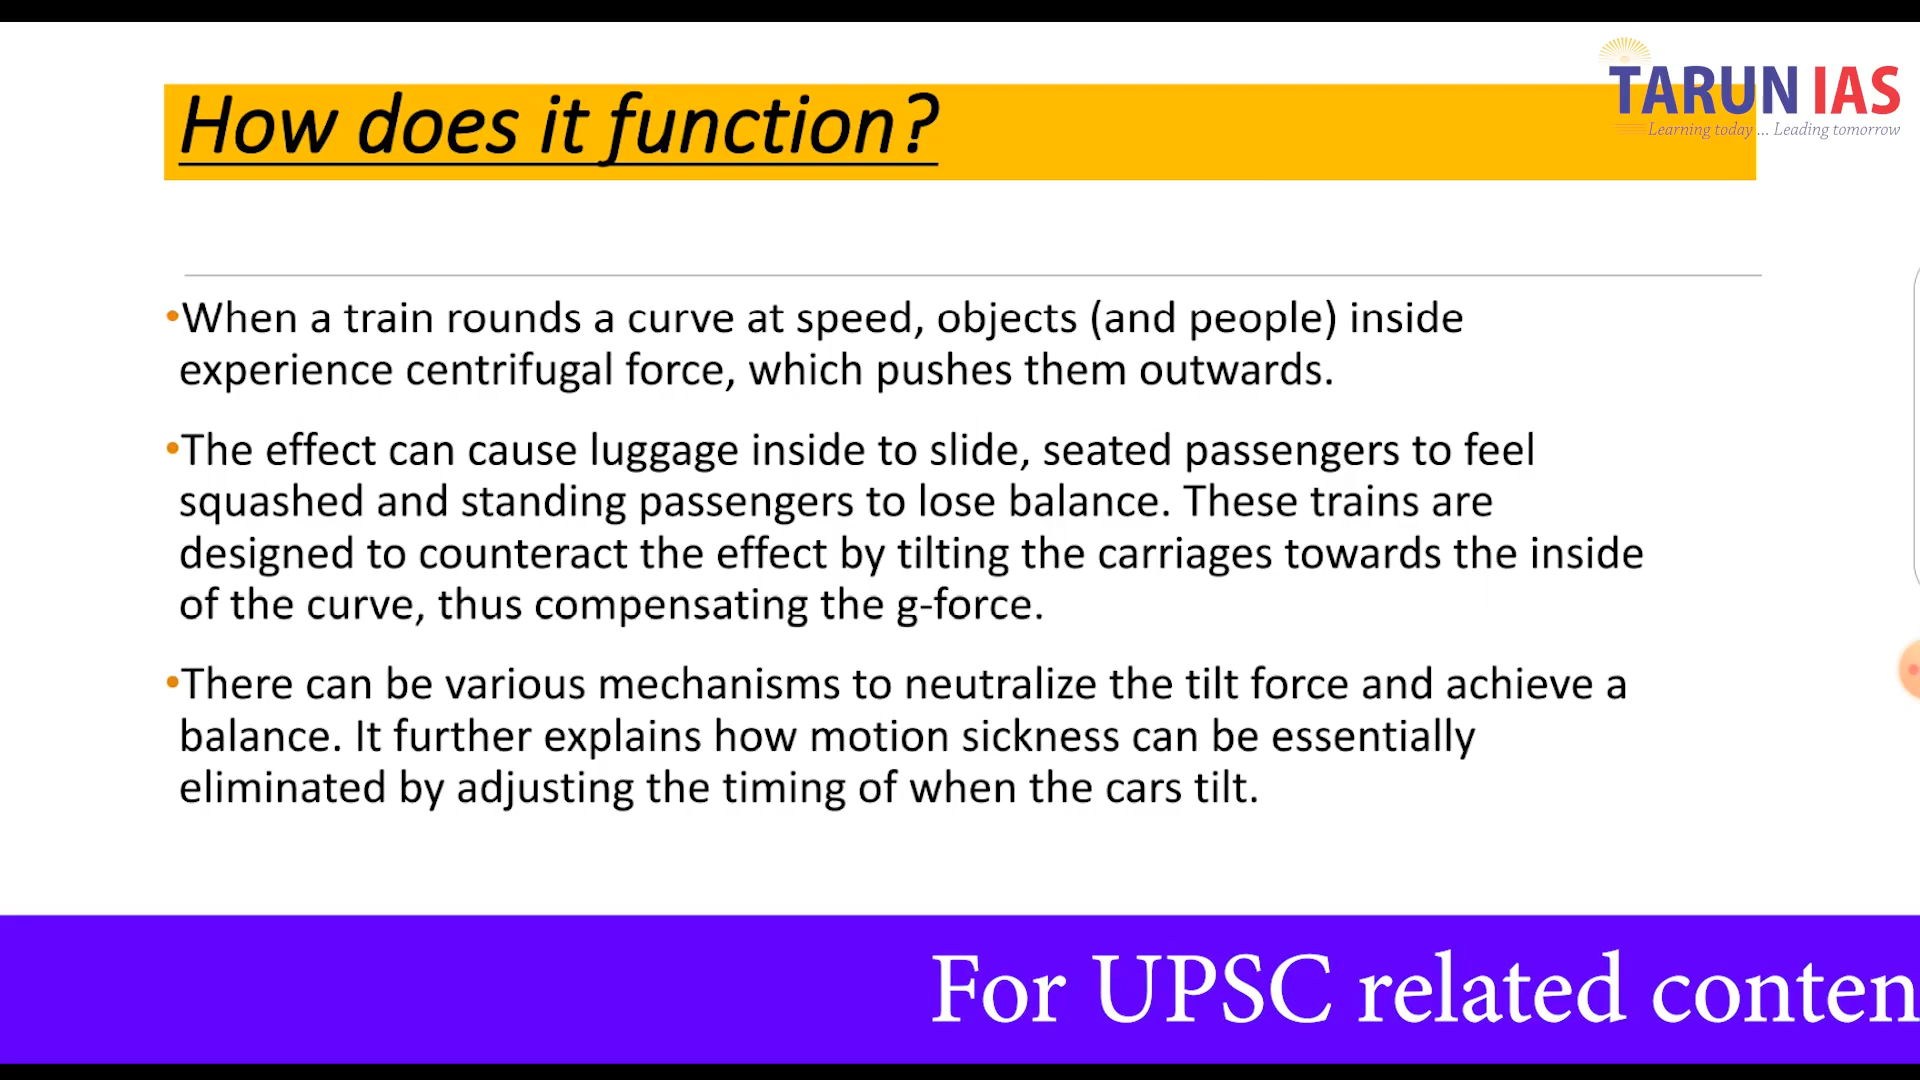 TARUN IAS
Learning today ... Leading tomorrow
How does it function?
•When a train rounds a curve at speed, objects (and people) inside
experience centrifugal force, which pushes them outwards.
•The effect can cause luggage inside to slide, seated passengers to feel
squashed and standing passengers to lose balance. These trains are
designed to counteract the effect by tilting the carriages towards the inside
of the curve, thus compensating the g-force.
•There can be various mechanisms to neutralize the tilt force and achieve a
balance. It further explains how motion sickness can be essentially
eliminated by adjusting the timing of when the cars tilt.
For UPSC related conten